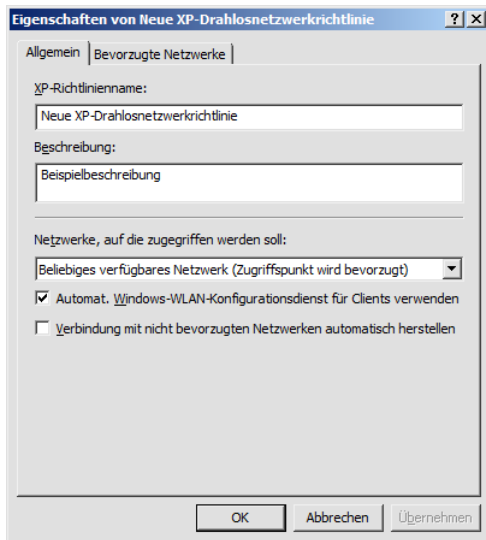 Eigenschaften von Neue XP-Drahlosnetzwerkrichtlinie
Allgemein Bevorzugte Netzwerke
XP-Richtlinienname:
Neue XP-Drahlosnetzwerkrichtlinie
Beschreibung:
Beispielbeschreibung
Netzwerke, auf die zugegriffen werden soll:
Beliebiges verfügbares Netzwerk (Zugriffspunkt wird bevorzugt)
Automat. Windows-WLAN-Konfigurationsdienst für Clients verwenden
Verbindung mit nicht bevorzugten Netzwerken automatisch herstellen
OK Abbrechen Übernehmen